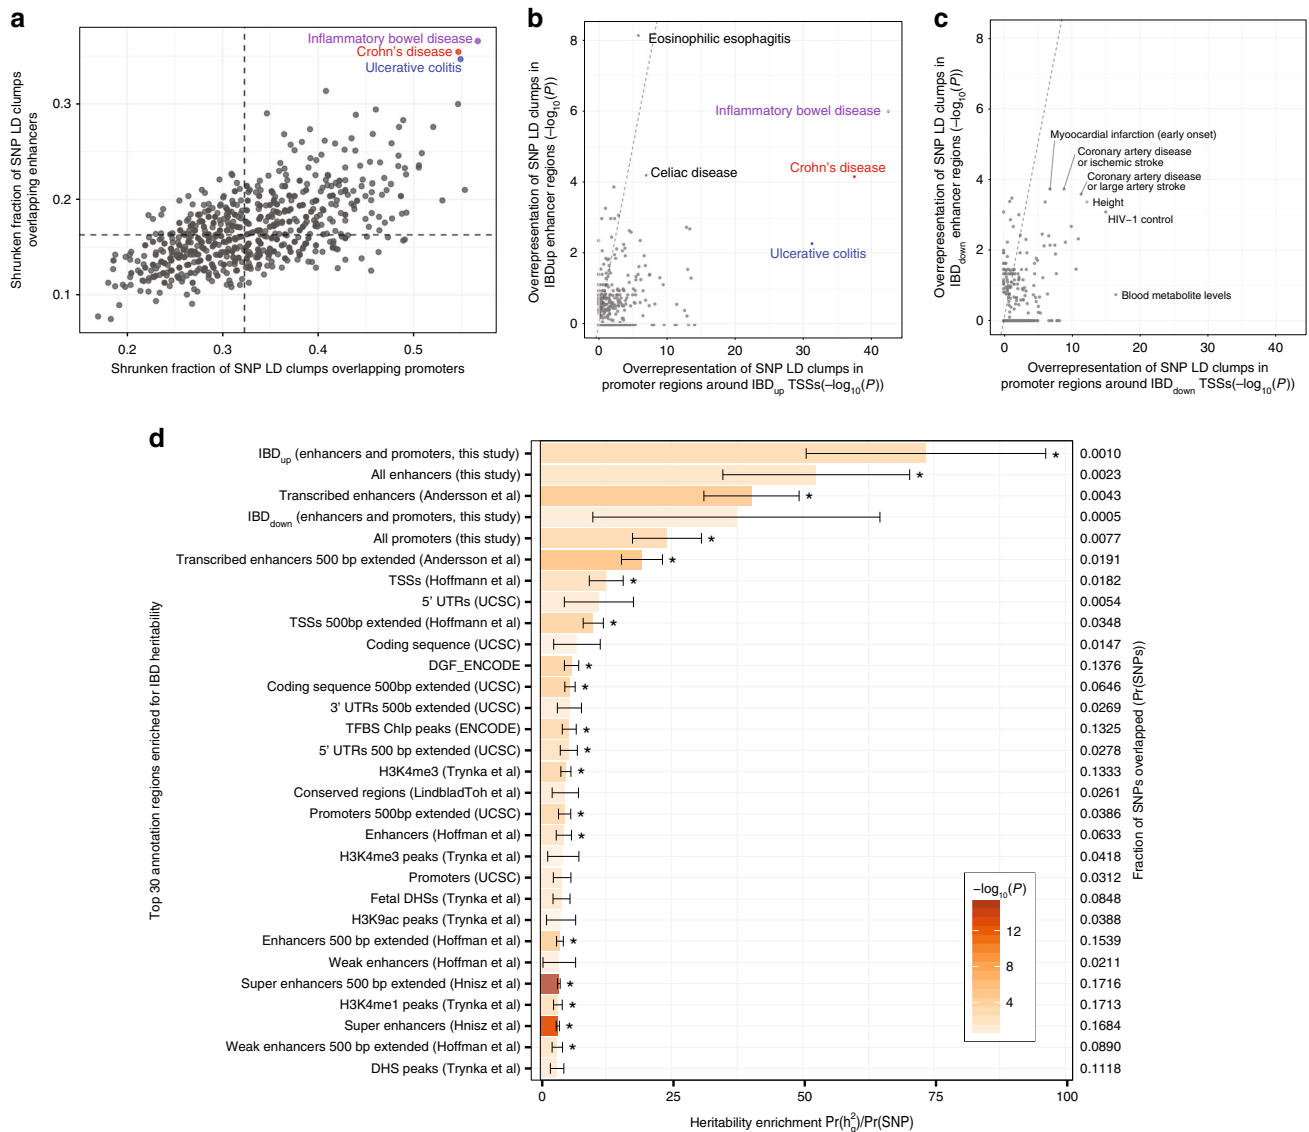 a
Shrunken fraction of SNP LD clumps
overlapping enhancers
0.3
0.2
0.1
Inflammatory bowel disease
Crohn's disease
Ulcerative colitis
0.2 0.3 0.4 0.5
Shrunken fraction of SNP LD clumps overlapping promoters
b
Overrepresentation of SNP LD clumps in
IBDup enhancer regions (−log10(P))
8
6
4
2
0
Eosinophilic esophagitis
Inflammatory bowel disease
Crohn's disease
Celiac disease
Ulcerative colitis
0 10 20 30 40
Overrepresentation of SNP LD clumps in
promoter regions around IBDup TSSs(−log10(P))
c
Overrepresentation of SNP LD clumps in
IBDdown enhancer regions (−log10(P))
8
6
4
2
0
Myoocardial infarction (early onset)
Coronary artery disease
or ischemic stroke
Coronary artery disease
or large artery stroke
Height
HIV−1 control
Blood metabolite levels
0 10 20 30 40
Overrepresentation of SNP LD clumps in
promoter regions around IBDdown TSSs(−log10(P))
d
Top 30 annotation regions enriched for IBD heritability
IBDup (enhancers and promoters, this study) * 0.0010
All enhancers (this study) * 0.0023
Transcribed enhancers (Andersson et al) * 0.0043
IBDdown (enhancers and promoters, this study) 0.0005
All promoters (this study) * 0.0077
Transcribed enhancers 500 bp extended (Andersson et al) * 0.0191
TSSs (Hoffmann et al) * 0.0182
5' UTRs (UCSC) 0.0054
TSSs 500bp extended (Hoffmann et al) * 0.0348
Coding sequence (UCSC) 0.0147
DGF_ENCODE * 0.1376
Coding sequence 500bp extended (UCSC) * 0.0646
3' UTRs 500b extended (UCSC) 0.0269
TFBS ChIp peaks (ENCODE) * 0.1325
5' UTRs 500 bp extended (UCSC) * 0.0278
H3K4me3 (Trynka et al) * 0.1333
Conserved regions (LindbladToh et al) 0.0261
Promoters 500bp extended (UCSC) * 0.0386
Enhancers (Hoffman et al) * 0.0633
H3K4me3 peaks (Trynka et al) 0.0418
Promoters (UCSC) 0.0312
Fetal DHSs (Trynka et al) 0.0848
H3K9ac peaks (Trynka et al) 0.0388
Enhancers 500 bp extended (Hoffman et al) * 0.1539
Weak enhancers (Hoffman et al) 0.0211
Super enhancers 500 bp extended (Hnisz et al) * 0.1716
H3K4me1 peaks (Trynka et al) * 0.1713
Super enhancers (Hnisz et al) * 0.1684
Weak enhancers 500 bp extended (Hoffman et al) * 0.0890
DHS peaks (Trynka et al) 0.1118
Fraction of SNPs overlapped (Pr(SNPs))
−log10(P)
12
8
4
0 25 50 75 100
Heritability enrichment Pr(h²g)/Pr(SNP)